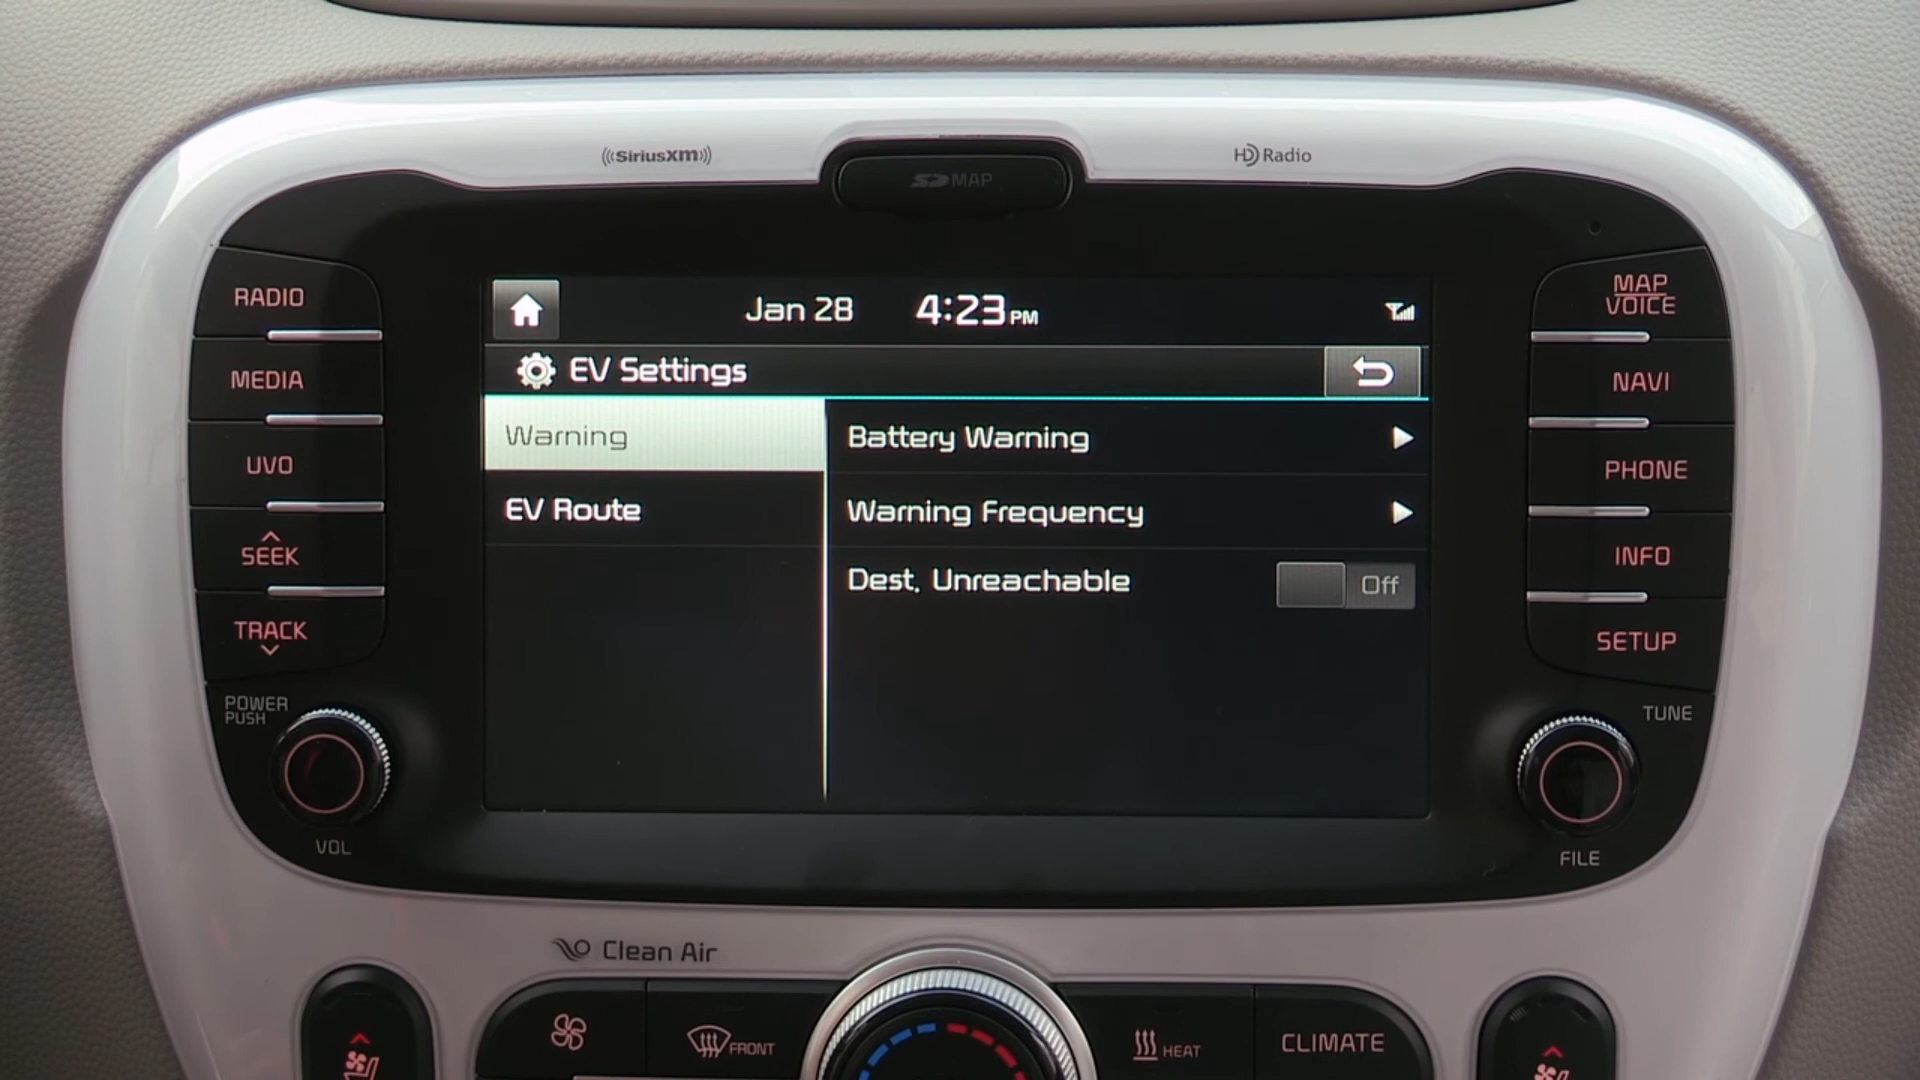 ((SiriusXM))
HD Radio
SD MAP
RADIO
MEDIA
UVO
SEEK
TRACK
POWER
PUSH
VOL
Jan 28 4:23 PM
EV Settings
Warning
EV Route
Battery Warning
Warning Frequency
Dest. Unreachable Off
MAP
VOICE
NAVI
PHONE
INFO
SETUP
TUNE
FILE
Clean Air
FRONT
HEAT
CLIMATE